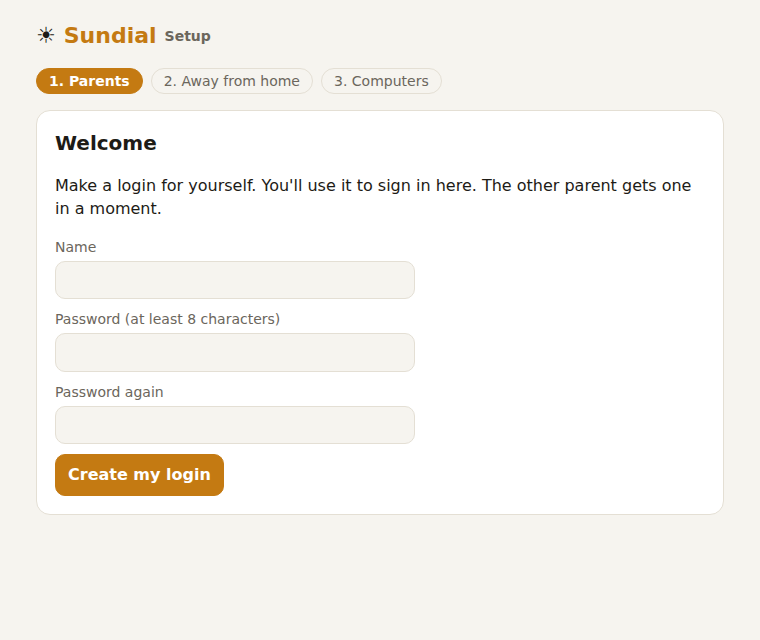 ☀ Sundial Setup
1. Parents 2. Away from home 3. Computers
Welcome
Make a login for yourself. You'll use it to sign in here. The other parent gets one
in a moment.
Name
Password (at least 8 characters)
Password again
Create my login